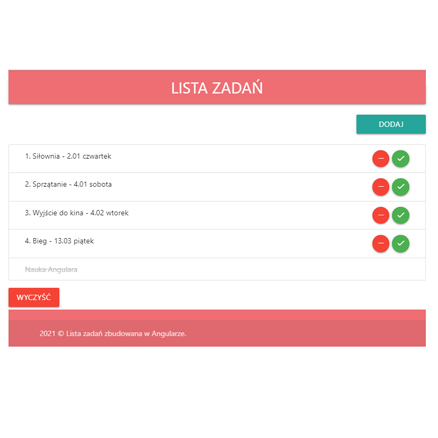 LISTA ZADAŃ
DODAJ
1. Siłownia - 2.01 czwartek
2. Sprzątanie - 4.01 sobota
3. Wyjście do kina - 4.02 wtorek
4. Bieg - 13.03 piątek
Nauka Angulara
WYCZYŚĆ
2021 © Lista zadań zbudowana w Angularze.